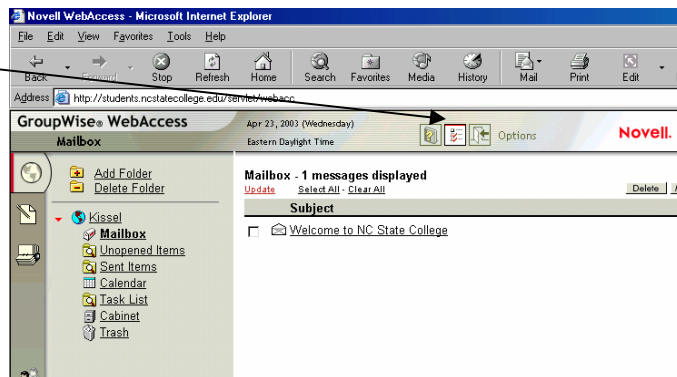 Novell WebAccess - Microsoft Internet Explorer
File Edit View Favorites Tools Help
Back Forward Stop Refresh Home Search Favorites Media History Mail Print Edit
Address http://students.ncstatecollege.edu/servlet/webacc
GroupWise® WebAccess Apr 23, 2003 (Wednesday) Options Novell.
Mailbox Eastern Daylight Time
Add Folder
Delete Folder
Mailbox - 1 messages displayed
Update Select All - Clear All Delete
Subject
Kissel
Mailbox
Unopened Items
Sent Items
Calendar
Task List
Cabinet
Trash
Welcome to NC State College